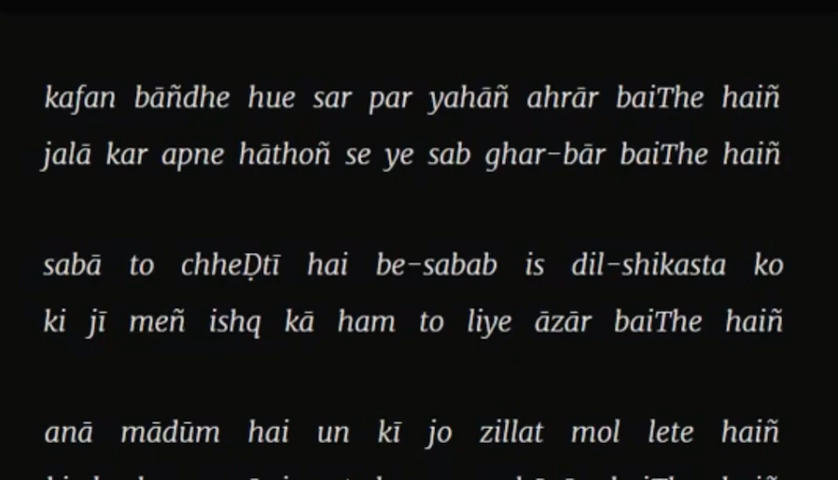 kafan bāñdhe hue sar par yahāñ ahrār baiThe haiñ
jalā kar apne hāthoñ se ye sab ghar-bār baiThe haiñ
sabā to chheḌtī hai be-sabab is dil-shikasta ko
ki jī meñ ishq kā ham to liye āzār baiThe haiñ
anā mādūm hai un kī jo zillat mol lete haiñ
baiThe haiñ